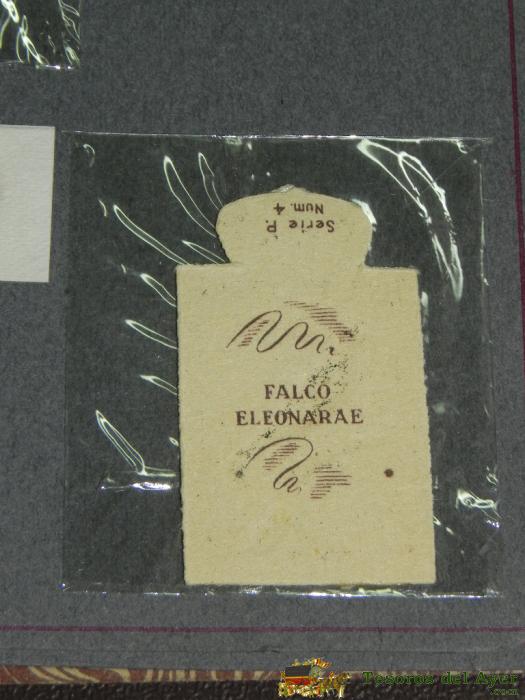 Serie P.
Num. 4
FALCO
ELEONARAE
Tesoros del Ayer
.com